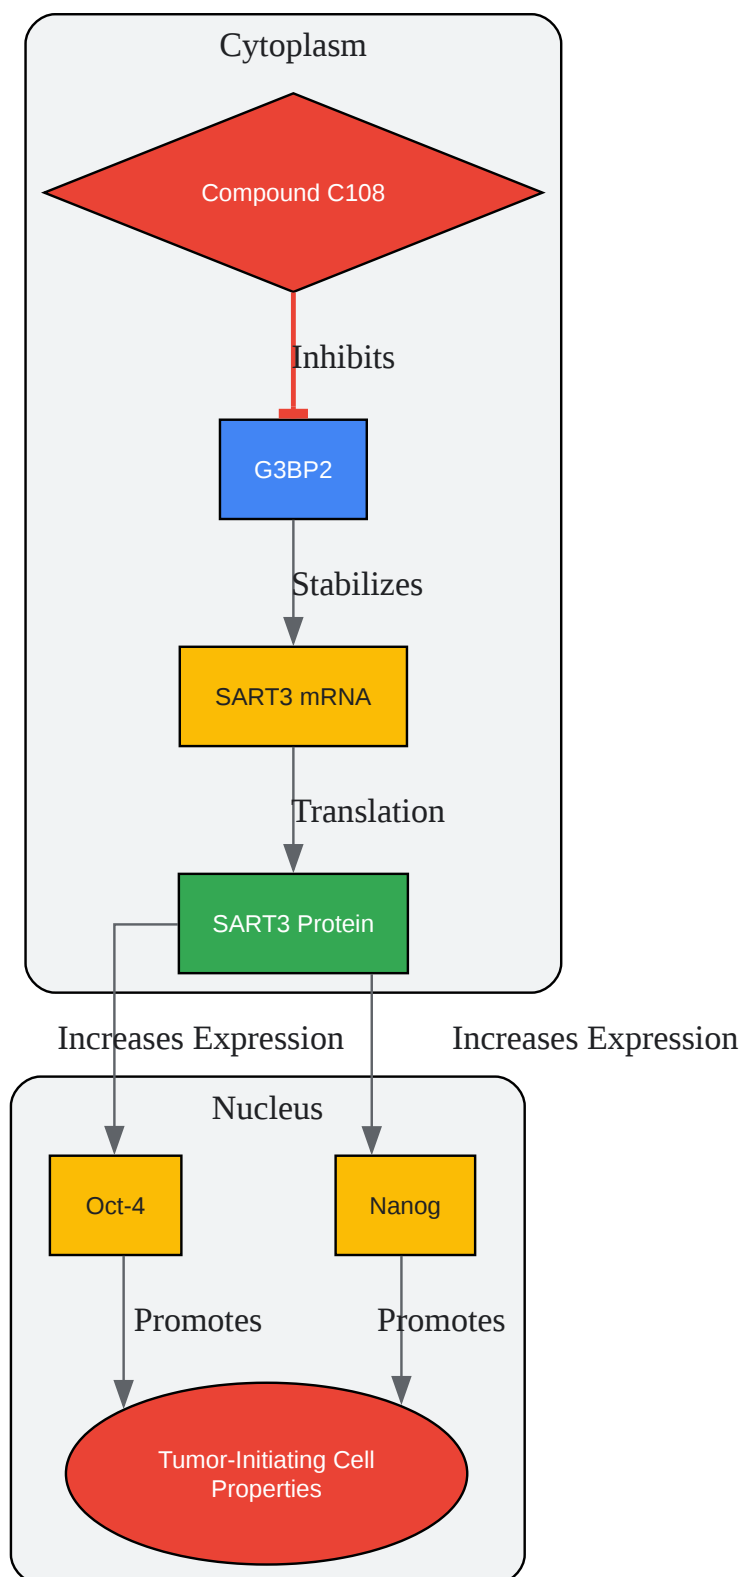 Cytoplasm
Compound C108
Inhibits
G3BP2
Stabilizes
SART3 mRNA
Translation
SART3 Protein
Increases Expression
Increases Expression
Nucleus
Oct-4
Nanog
Promotes
Promotes
Tumor-Initiating Cell
Properties